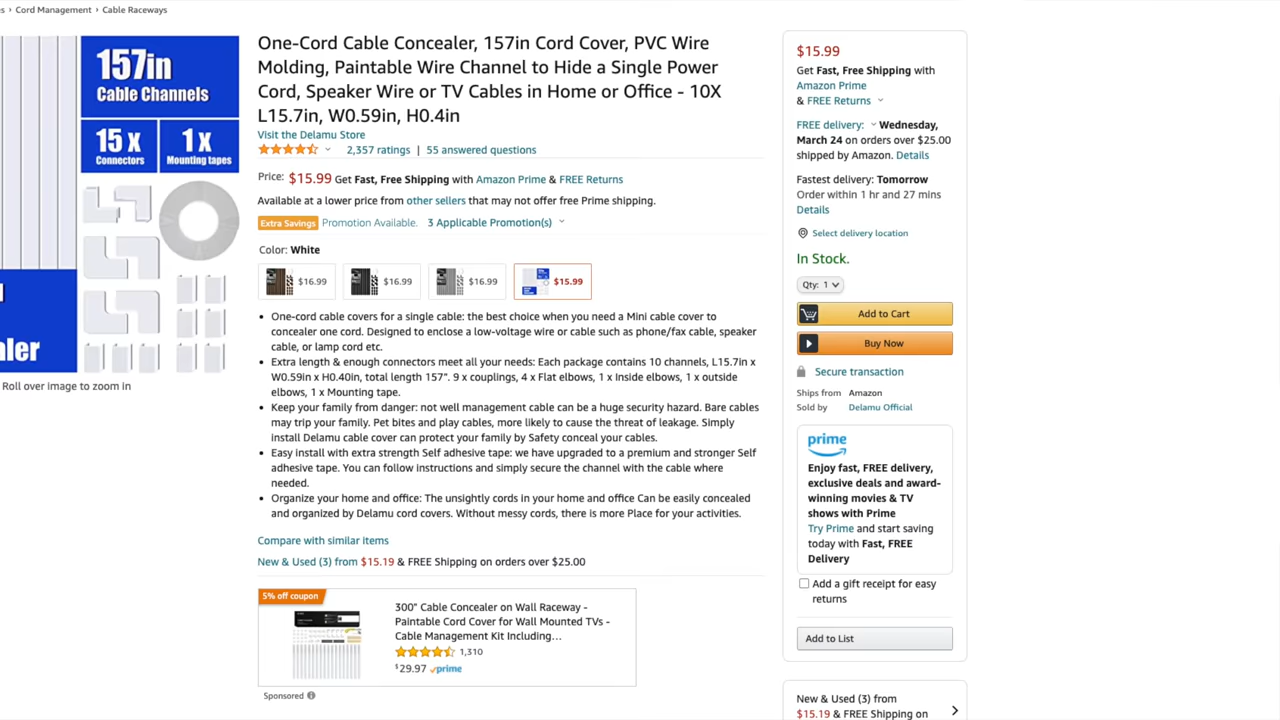 › Cord Management › Cable Raceways
157in
Cable Channels
15 x
Connectors
1 x
Mounting tapes
Roll over image to zoom in
One-Cord Cable Concealer, 157in Cord Cover, PVC Wire
Molding, Paintable Wire Channel to Hide a Single Power
Cord, Speaker Wire or TV Cables in Home or Office - 10X
L15.7in, W0.59in, H0.4in
Visit the Delamu Store
2,357 ratings | 55 answered questions
Price: $15.99 Get Fast, Free Shipping with Amazon Prime & FREE Returns
Available at a lower price from other sellers that may not offer free Prime shipping.
Extra Savings Promotion Available. 3 Applicable Promotion(s)
Color: White
$16.99 $16.99 $16.99 $15.99
• One-cord cable covers for a single cable: the best choice when you need a Mini cable cover to
concealer one cord. Designed to enclose a low-voltage wire or cable such as phone/fax cable, speaker
cable, or lamp cord etc.
• Extra length & enough connectors meet all your needs: Each package contains 10 channels, L15.7in x
W0.59in x H0.40in, total length 157”. 9 x couplings, 4 x Flat elbows, 1 x Inside elbows, 1 x outside
elbows, 1 x Mounting tape.
• Keep your family from danger: not well management cable can be a huge security hazard. Bare cables
may trip your family. Pet bites and play cables, more likely to cause the threat of leakage. Simply
install Delamu cable cover can protect your family by Safety conceal your cables.
• Easy install with extra strength Self adhesive tape: we have upgraded to a premium and stronger Self
adhesive tape. You can follow instructions and simply secure the channel with the cable where
needed.
• Organize your home and office: The unsightly cords in your home and office Can be easily concealed
and organized by Delamu cord covers. Without messy cords, there is more Place for your activities.
Compare with similar items
New & Used (3) from $15.19 & FREE Shipping on orders over $25.00
5% off coupon
300" Cable Concealer on Wall Raceway -
Paintable Cord Cover for Wall Mounted TVs -
Cable Management Kit Including...
1,310
$29.97 prime
Sponsored
$15.99
Get Fast, Free Shipping with
Amazon Prime
& FREE Returns
FREE delivery: Wednesday,
March 24 on orders over $25.00
shipped by Amazon. Details
Fastest delivery: Tomorrow
Order within 1 hr and 27 mins
Details
Select delivery location
In Stock.
Qty: 1
Add to Cart
Buy Now
Secure transaction
Ships from Amazon
Sold by Delamu Official
prime
Enjoy fast, FREE delivery,
exclusive deals and award-
winning movies & TV
shows with Prime
Try Prime and start saving
today with Fast, FREE
Delivery
Add a gift receipt for easy
returns
Add to List
New & Used (3) from
$15.19 & FREE Shipping on